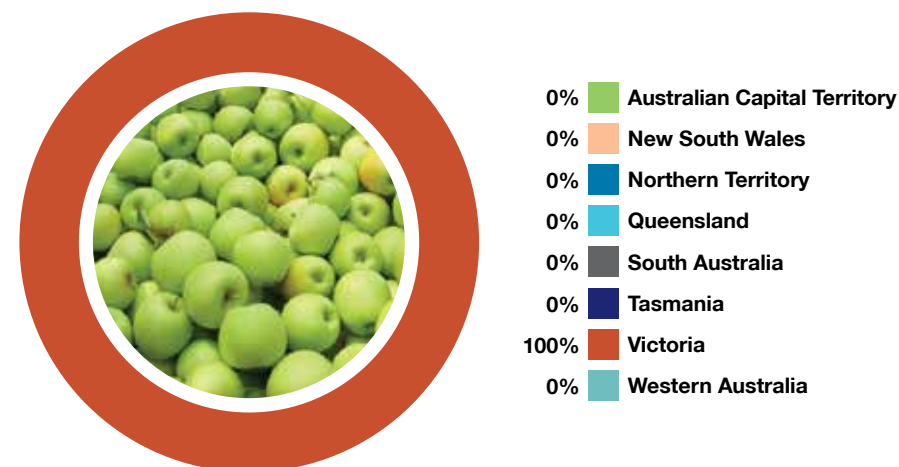 0% Australian Capital Territory
0% New South Wales
0% Northern Territory
0% Queensland
0% South Australia
0% Tasmania
100% Victoria
0% Western Australia